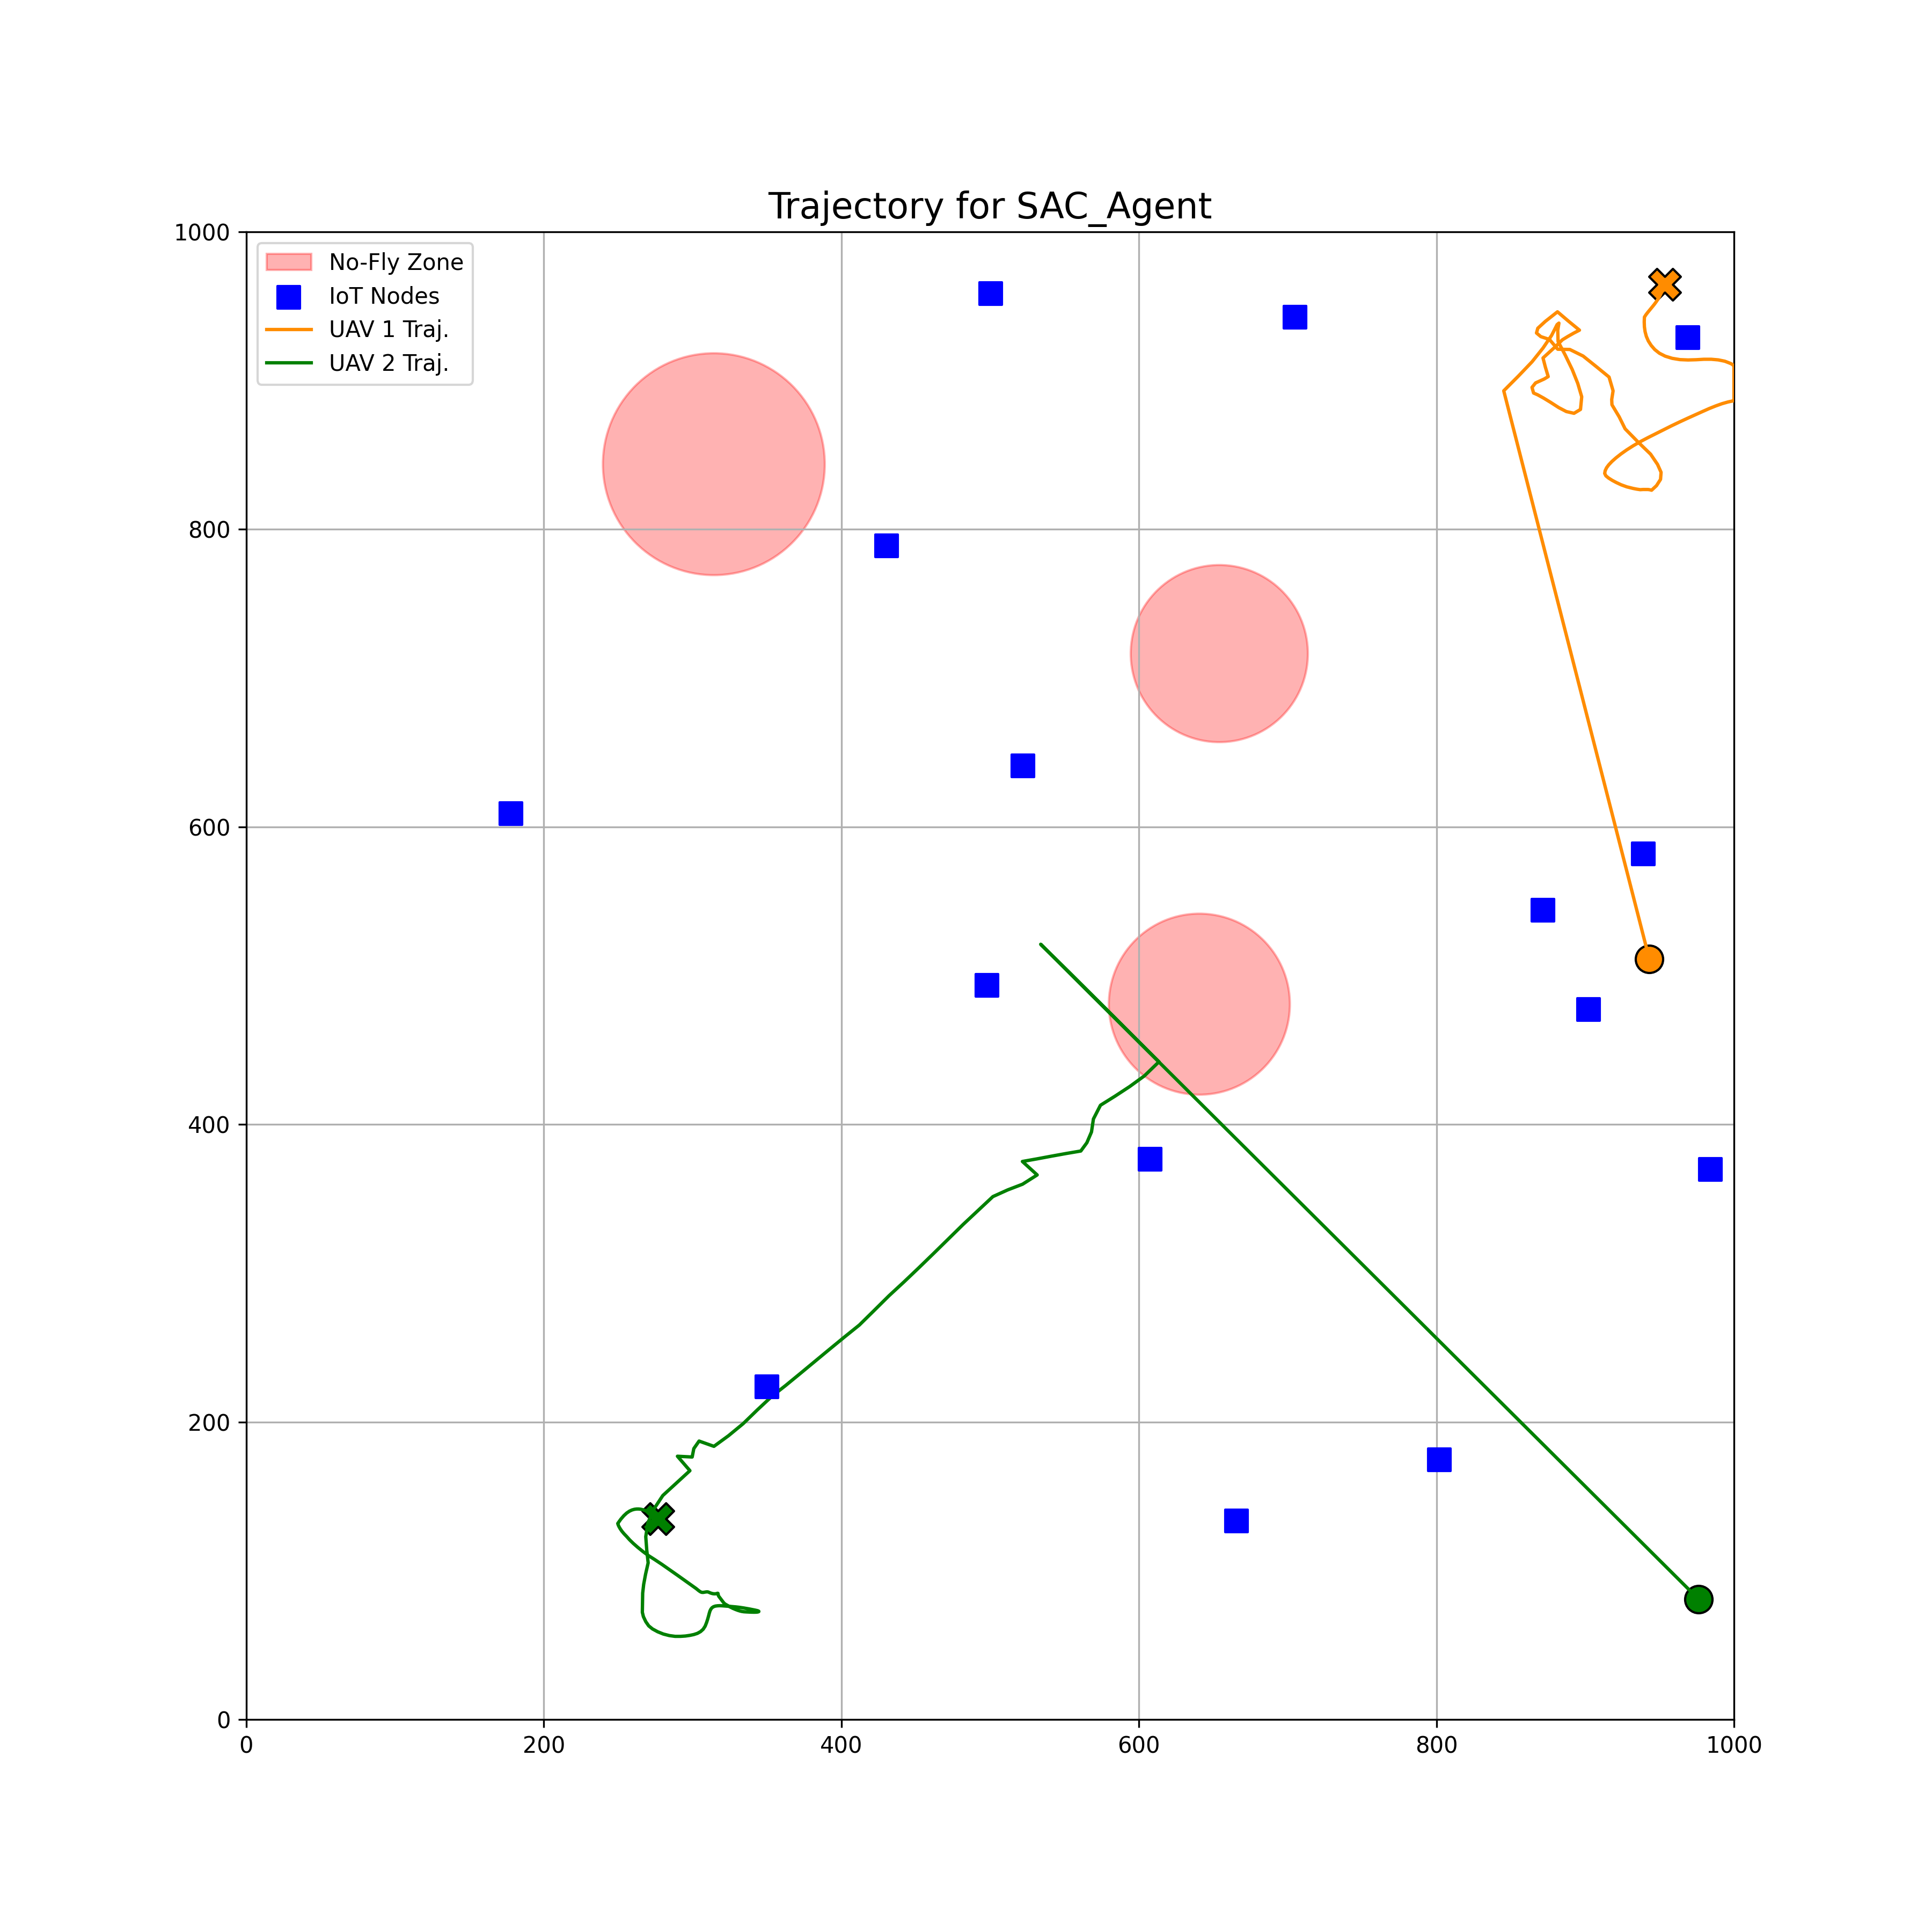 Trajectory for SAC_Agent
No-Fly Zone
IoT Nodes
UAV 1 Traj.
UAV 2 Traj.
1000
800
600
400
200
0
0 200 400 600 800 1000